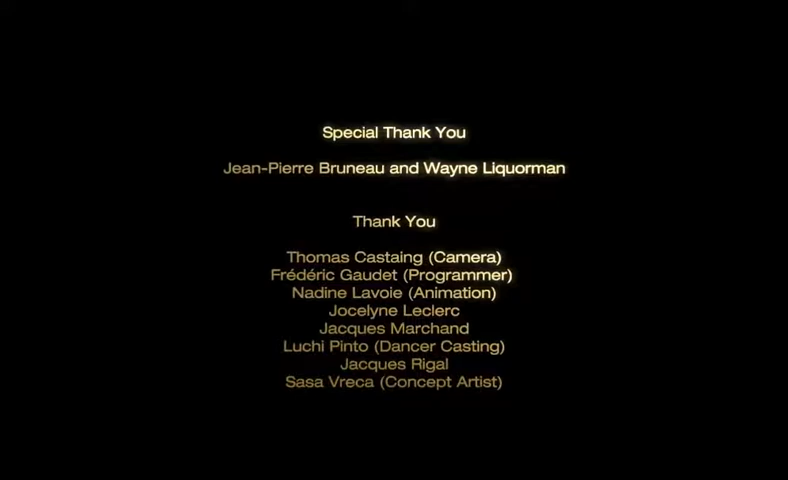 Special Thank You
Jean-Pierre Bruneau and Wayne Liquorman
Thank You
Thomas Castaing (Camera)
Frédéric Gaudet (Programmer)
Nadine Lavoie (Animation)
Jocelyne Leclerc
Jacques Marchand
Luchi Pinto (Dancer Casting)
Jacques Rigal
Sasa Vreca (Concept Artist)